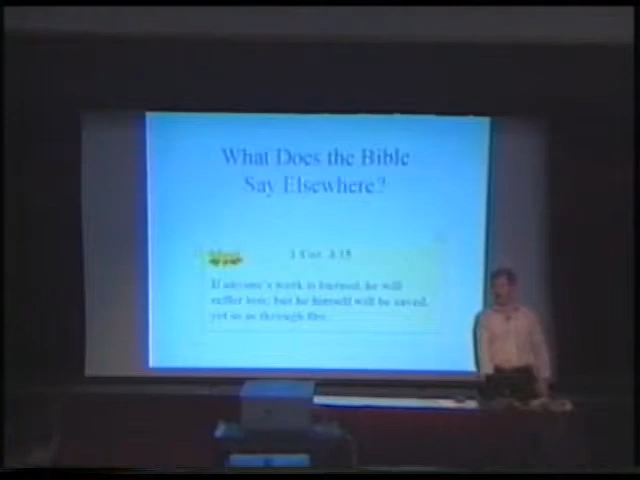 What Does the Bible
Say Elsewhere?
1 Cor. 3:15
If anyone's work is burned, he will
suffer loss; but he himself will be saved,
yet so as through fire.